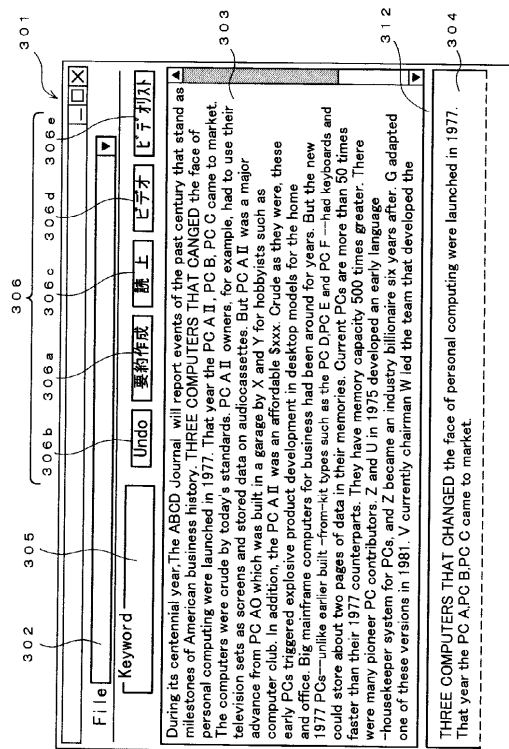 301
306
302
305
306b
306a
306c
306d
306e
File
Keyword
Undo
要約作成
読 上
ビデオ
ビデオリスト
During its centennial year,The ABCD Journal will report events of the past century that stand as
milestones of American business history. THREE COMPUTERS THAT CANGED the face of
personal computing were launched in 1977. That year the PC A II, PC B, PC C came to market.
The computers were crude by today's standards. PC A II owners, for example, had to use their
television sets as screens and stored data on audiocassettes. But PC A II was a major
advance from PC AO which was built in a garage by X and Y for hobbyists such as
computer club. In addition, the PC A II was an affordable $xxx. Crude as they were, these
early PCs triggered explosive product development in desktop models for the home
and office. Big mainframe computers for business had been around for years. But the new
1977 PCs--unlike earlier built -from-kit types such as the PC D,PC E and PC F ---had keyboards and
could store about two pages of data in their memories. Current PCs are more than 50 times
faster than their 1977 counterparts. They have memory capacity 500 times greater. There
were many pioneer PC contributors. Z and U in 1975 developed an early language
-housekeeper system for PCs, and Z became an industry billionaire six years after. G adapted
one of these versions in 1981. V currently chairman W led the team that developed the
303
312
THREE COMPUTERS THAT CHANGED the face of personal computing were launched in 1977.
That year the PC A,PC B,PC C came to market.
304